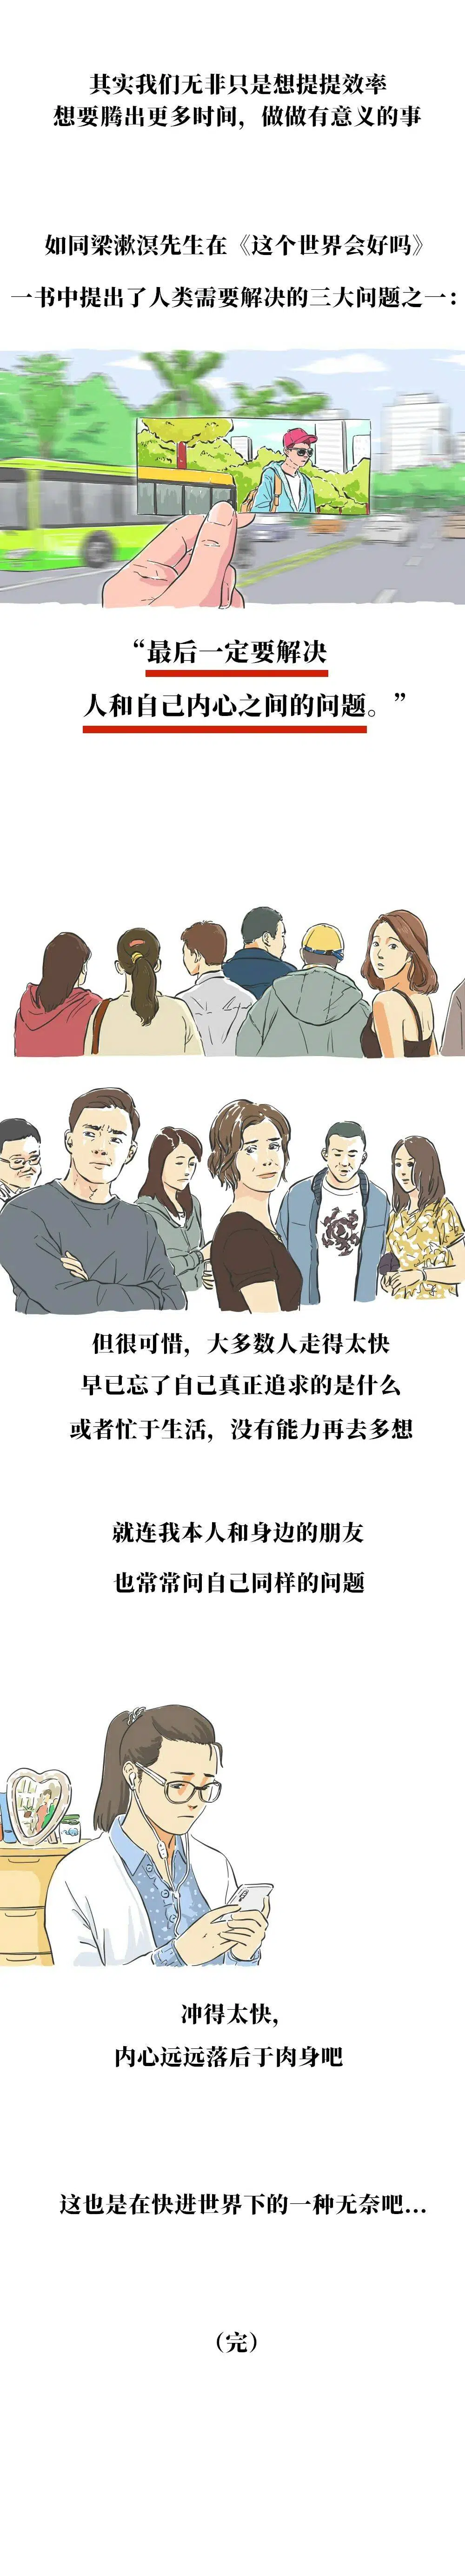 其实我们无非只是想提提效率
想要腾出更多时间，做做有意义的事
如同梁漱溟先生在《这个世界会好吗》
一书中提出了人类需要解决的三大问题之一：
“最后一定要解决
人和自己内心之间的问题。”
但很可惜，大多数人走得太快
早已忘了自己真正追求的是什么
或者忙于生活，没有能力再去多想
就连我本人和身边的朋友
也常常问自己同样的问题
冲得太快，
内心远远落后于肉身吧
这也是在快进世界下的一种无奈吧...
（完）